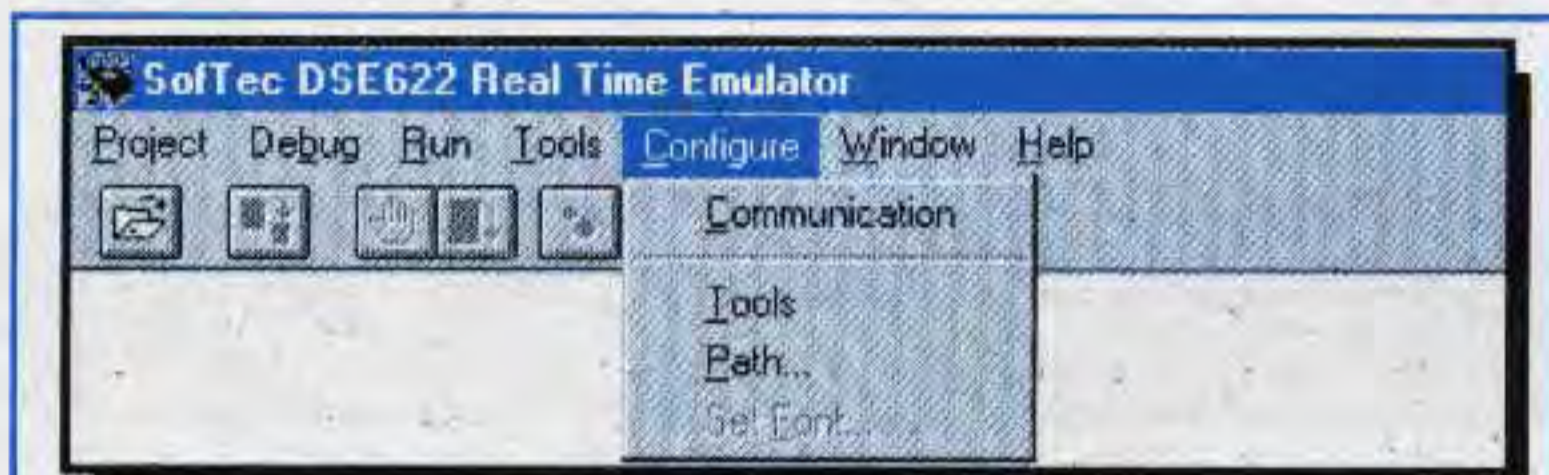 SofTec DSE622 Real Time Emulator
Project Debug Run Tools Configure Window Help
Communication
Tools
Path...
Set Font...